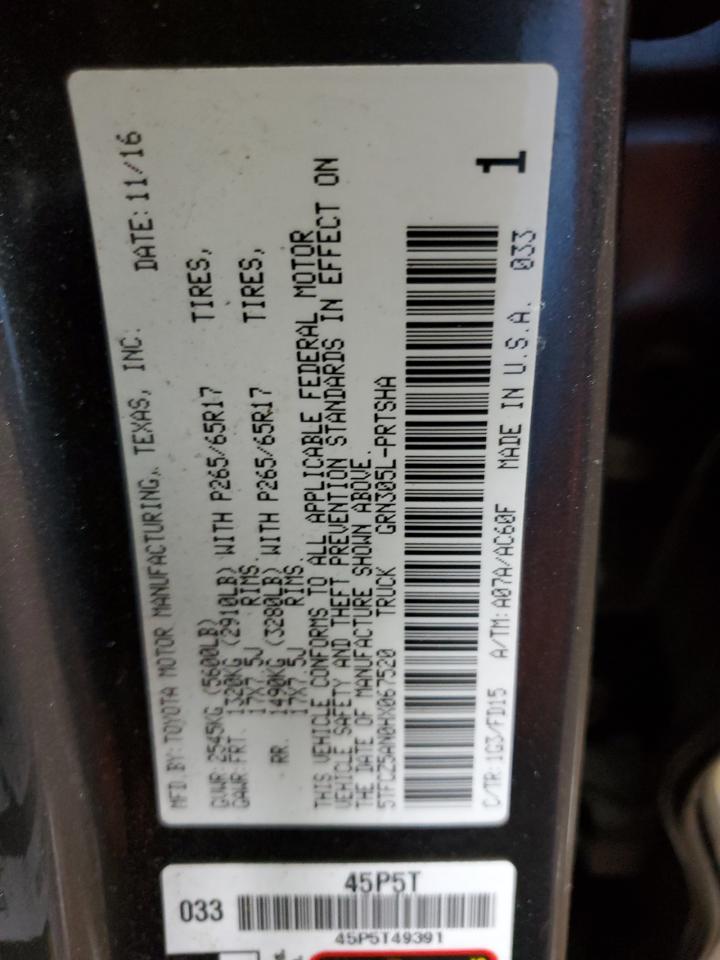 MFD.BY:TOYOTA MOTOR MANUFACTURING, TEXAS, INC. DATE:11/16
GVWR:2545KG (5600LB)
GAWR:FRT. 1320KG (2910LB) WITH P265/65R17 TIRES,
17X7.5J RIMS.
RR. 1490KG (3280LB) WITH P265/65R17 TIRES,
17X7.5J RIMS.
THIS VEHICLE CONFORMS TO ALL APPLICABLE FEDERAL MOTOR
VEHICLE SAFETY AND THEFT PREVENTION STANDARDS IN EFFECT ON
THE DATE OF MANUFACTURE SHOWN ABOVE.
5TFCZ5AN0HX067520 TRUCK GRN305L-PRTSHA
1
C/TR:1G3/FD15 A/TM:A07A/AC60F MADE IN U.S.A. 033
45P5T
033
45P5T49391